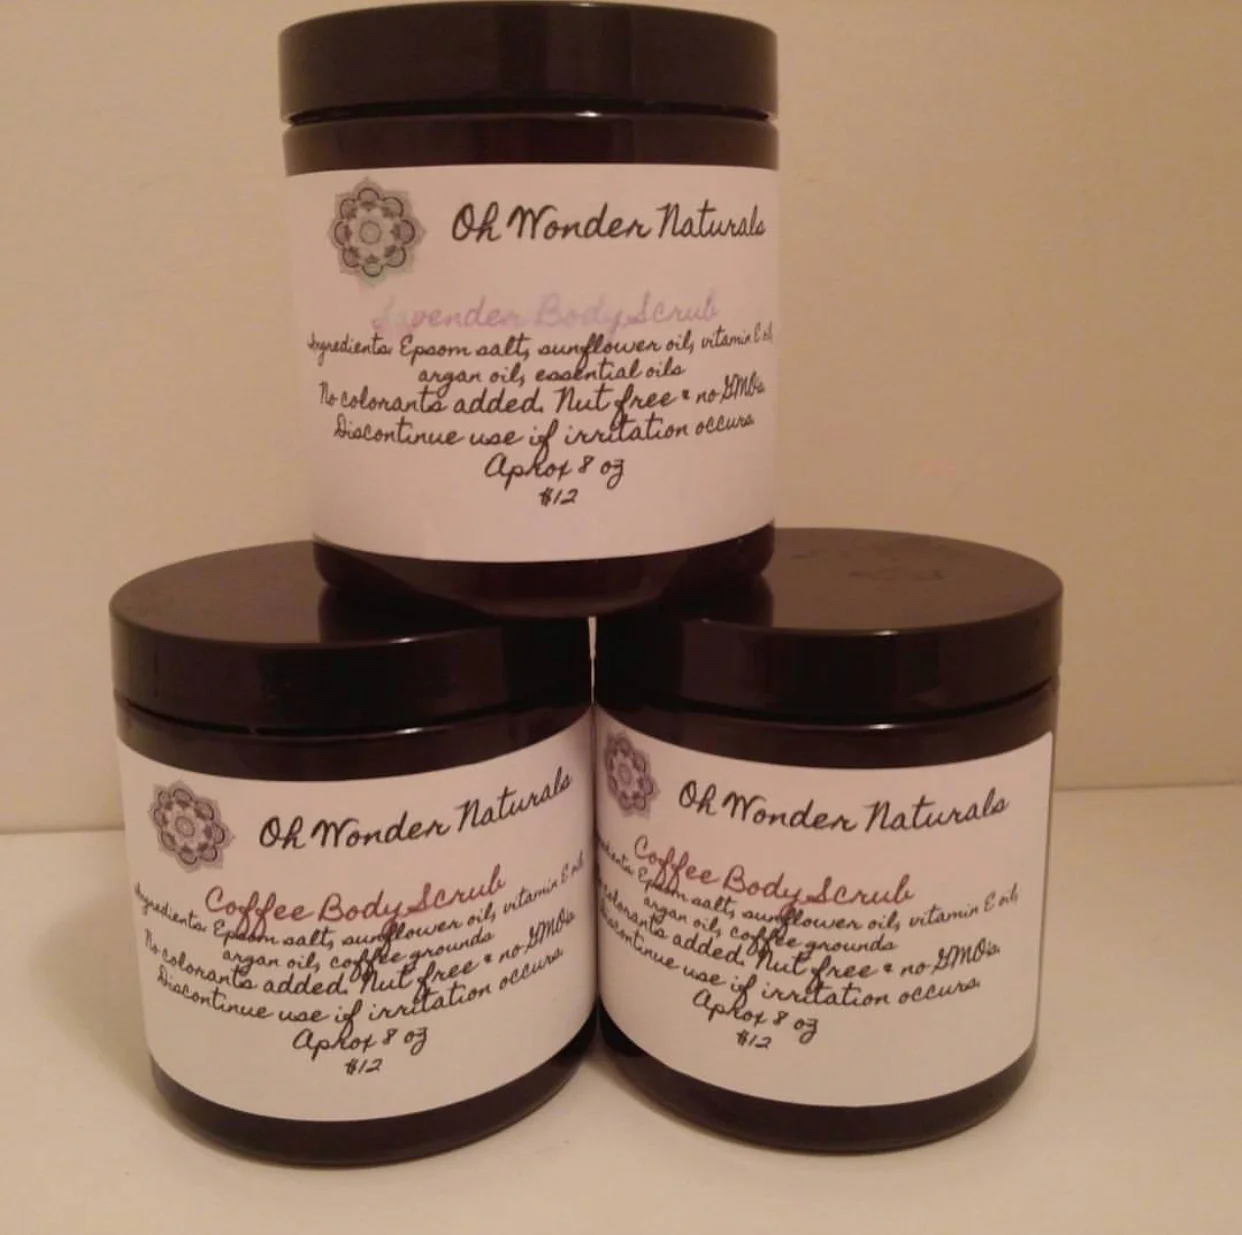 Oh Wonder Naturals
Lavender Body Scrub
Ingredients: Epsom salt, sunflower oil, vitamin E oil,
argan oil, essential oils
No colorants added. Nut free & no GMO's.
Discontinue use if irritation occurs.
Aprox 8 oz
$12
Oh Wonder Naturals
Coffee Body Scrub
Ingredients: Epsom salt, sunflower oil, vitamin E oil,
argan oil, coffee grounds
No colorants added. Nut free & no GMO's.
Discontinue use if irritation occurs.
Aprox 8 oz
$12
Oh Wonder Naturals
Coffee Body Scrub
Epsom salt, sunflower oil, vitamin E oil,
argan oil, coffee grounds
colorants added. Nut free & no GMO's.
Discontinue use if irritation occurs.
Aprox 8 oz
$12